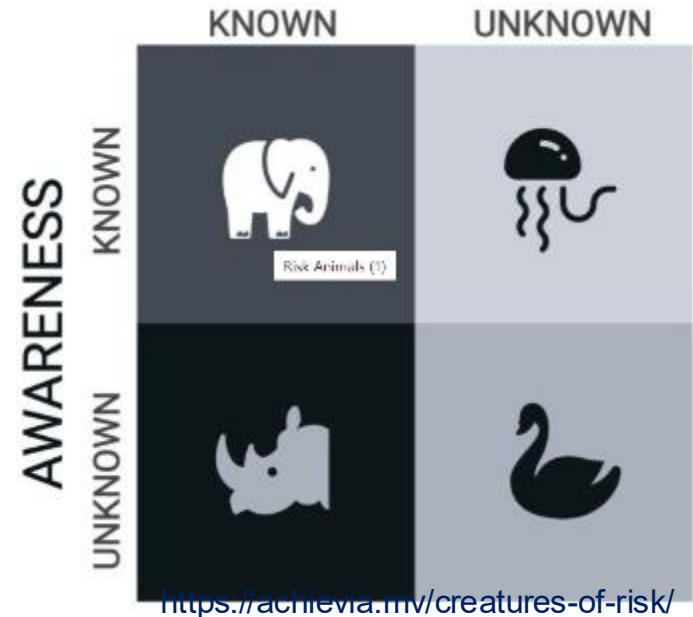 KNOWN UNKNOWN
AWARENESS
KNOWN
Risk Animals (1)
UNKNOWN
https://achievia.mv/creatures-of-risk/